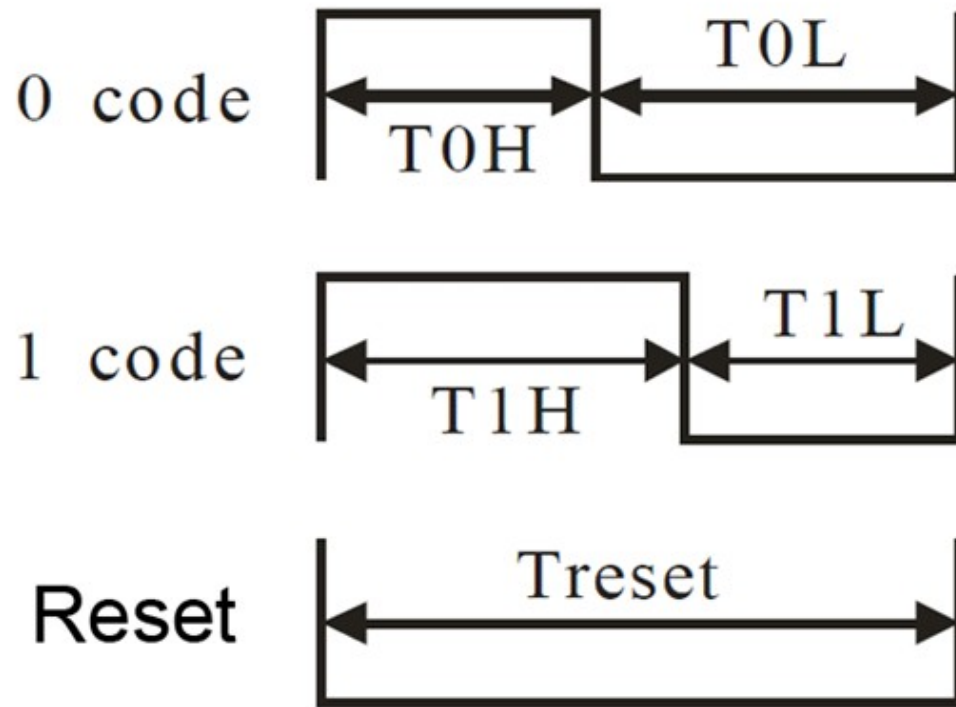 0 code
T0H
T0L
1 code
T1H
T1L
Reset
Treset